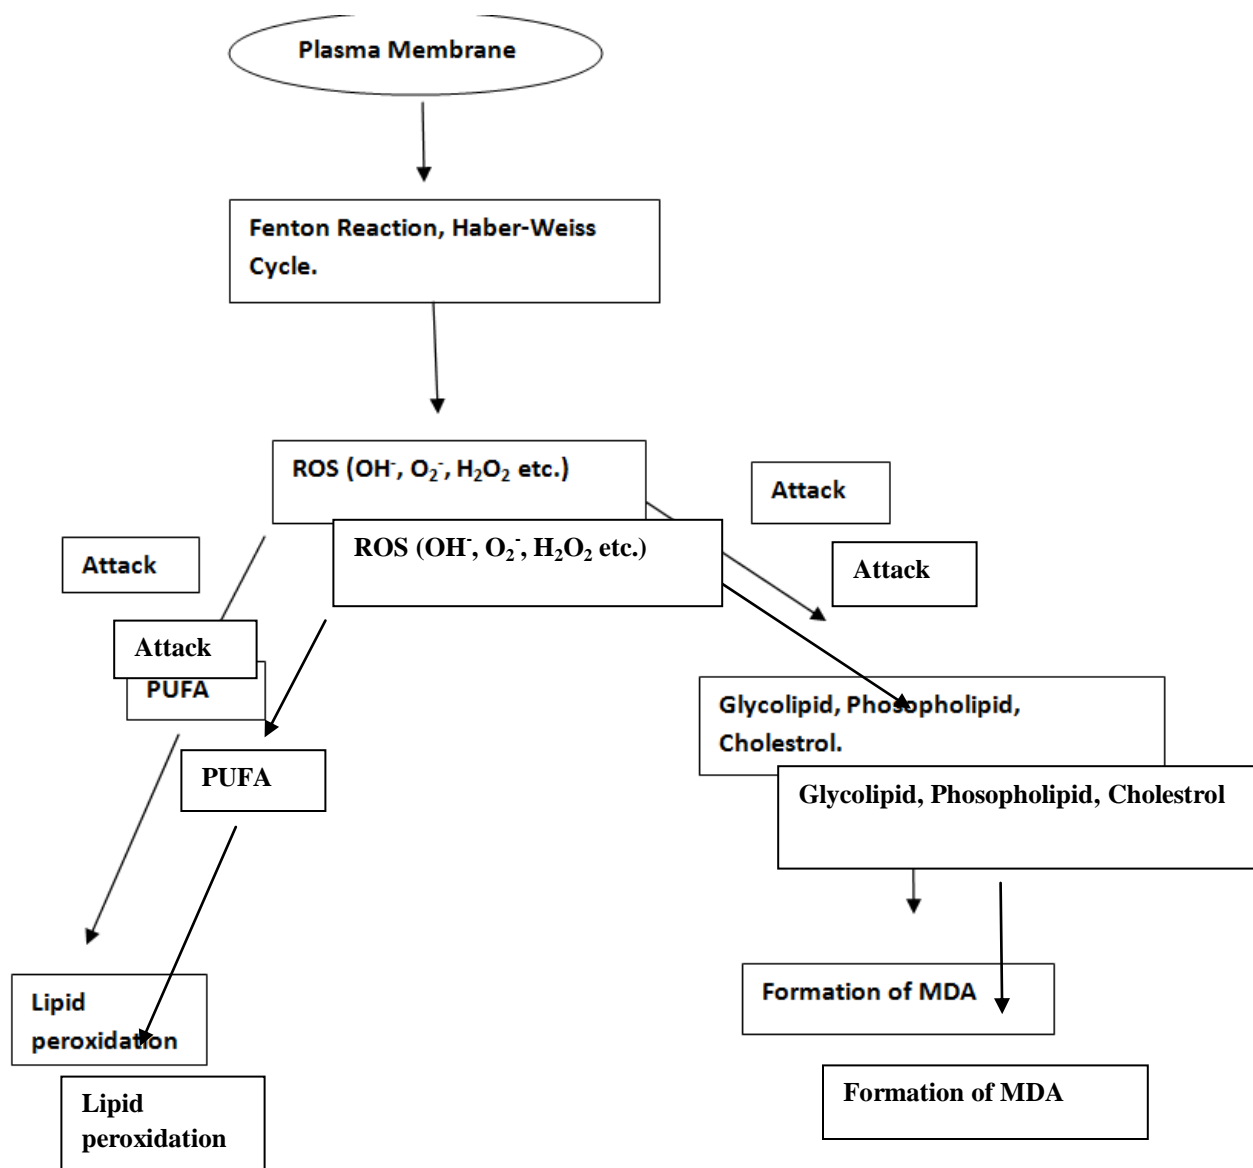 Plasma Membrane
Fenton Reaction, Haber-Weiss
Cycle.
ROS (OH⁻, O₂⁻, H₂O₂ etc.)
Attack
ROS (OH⁻, O₂⁻, H₂O₂ etc.)
Attack
Attack
Attack
PUFA
Glycolipid, Phosopholipid,
Cholestrol.
PUFA
Glycolipid, Phosopholipid, Cholestrol
Lipid
peroxidation
Formation of MDA
Lipid
peroxidation
Formation of MDA